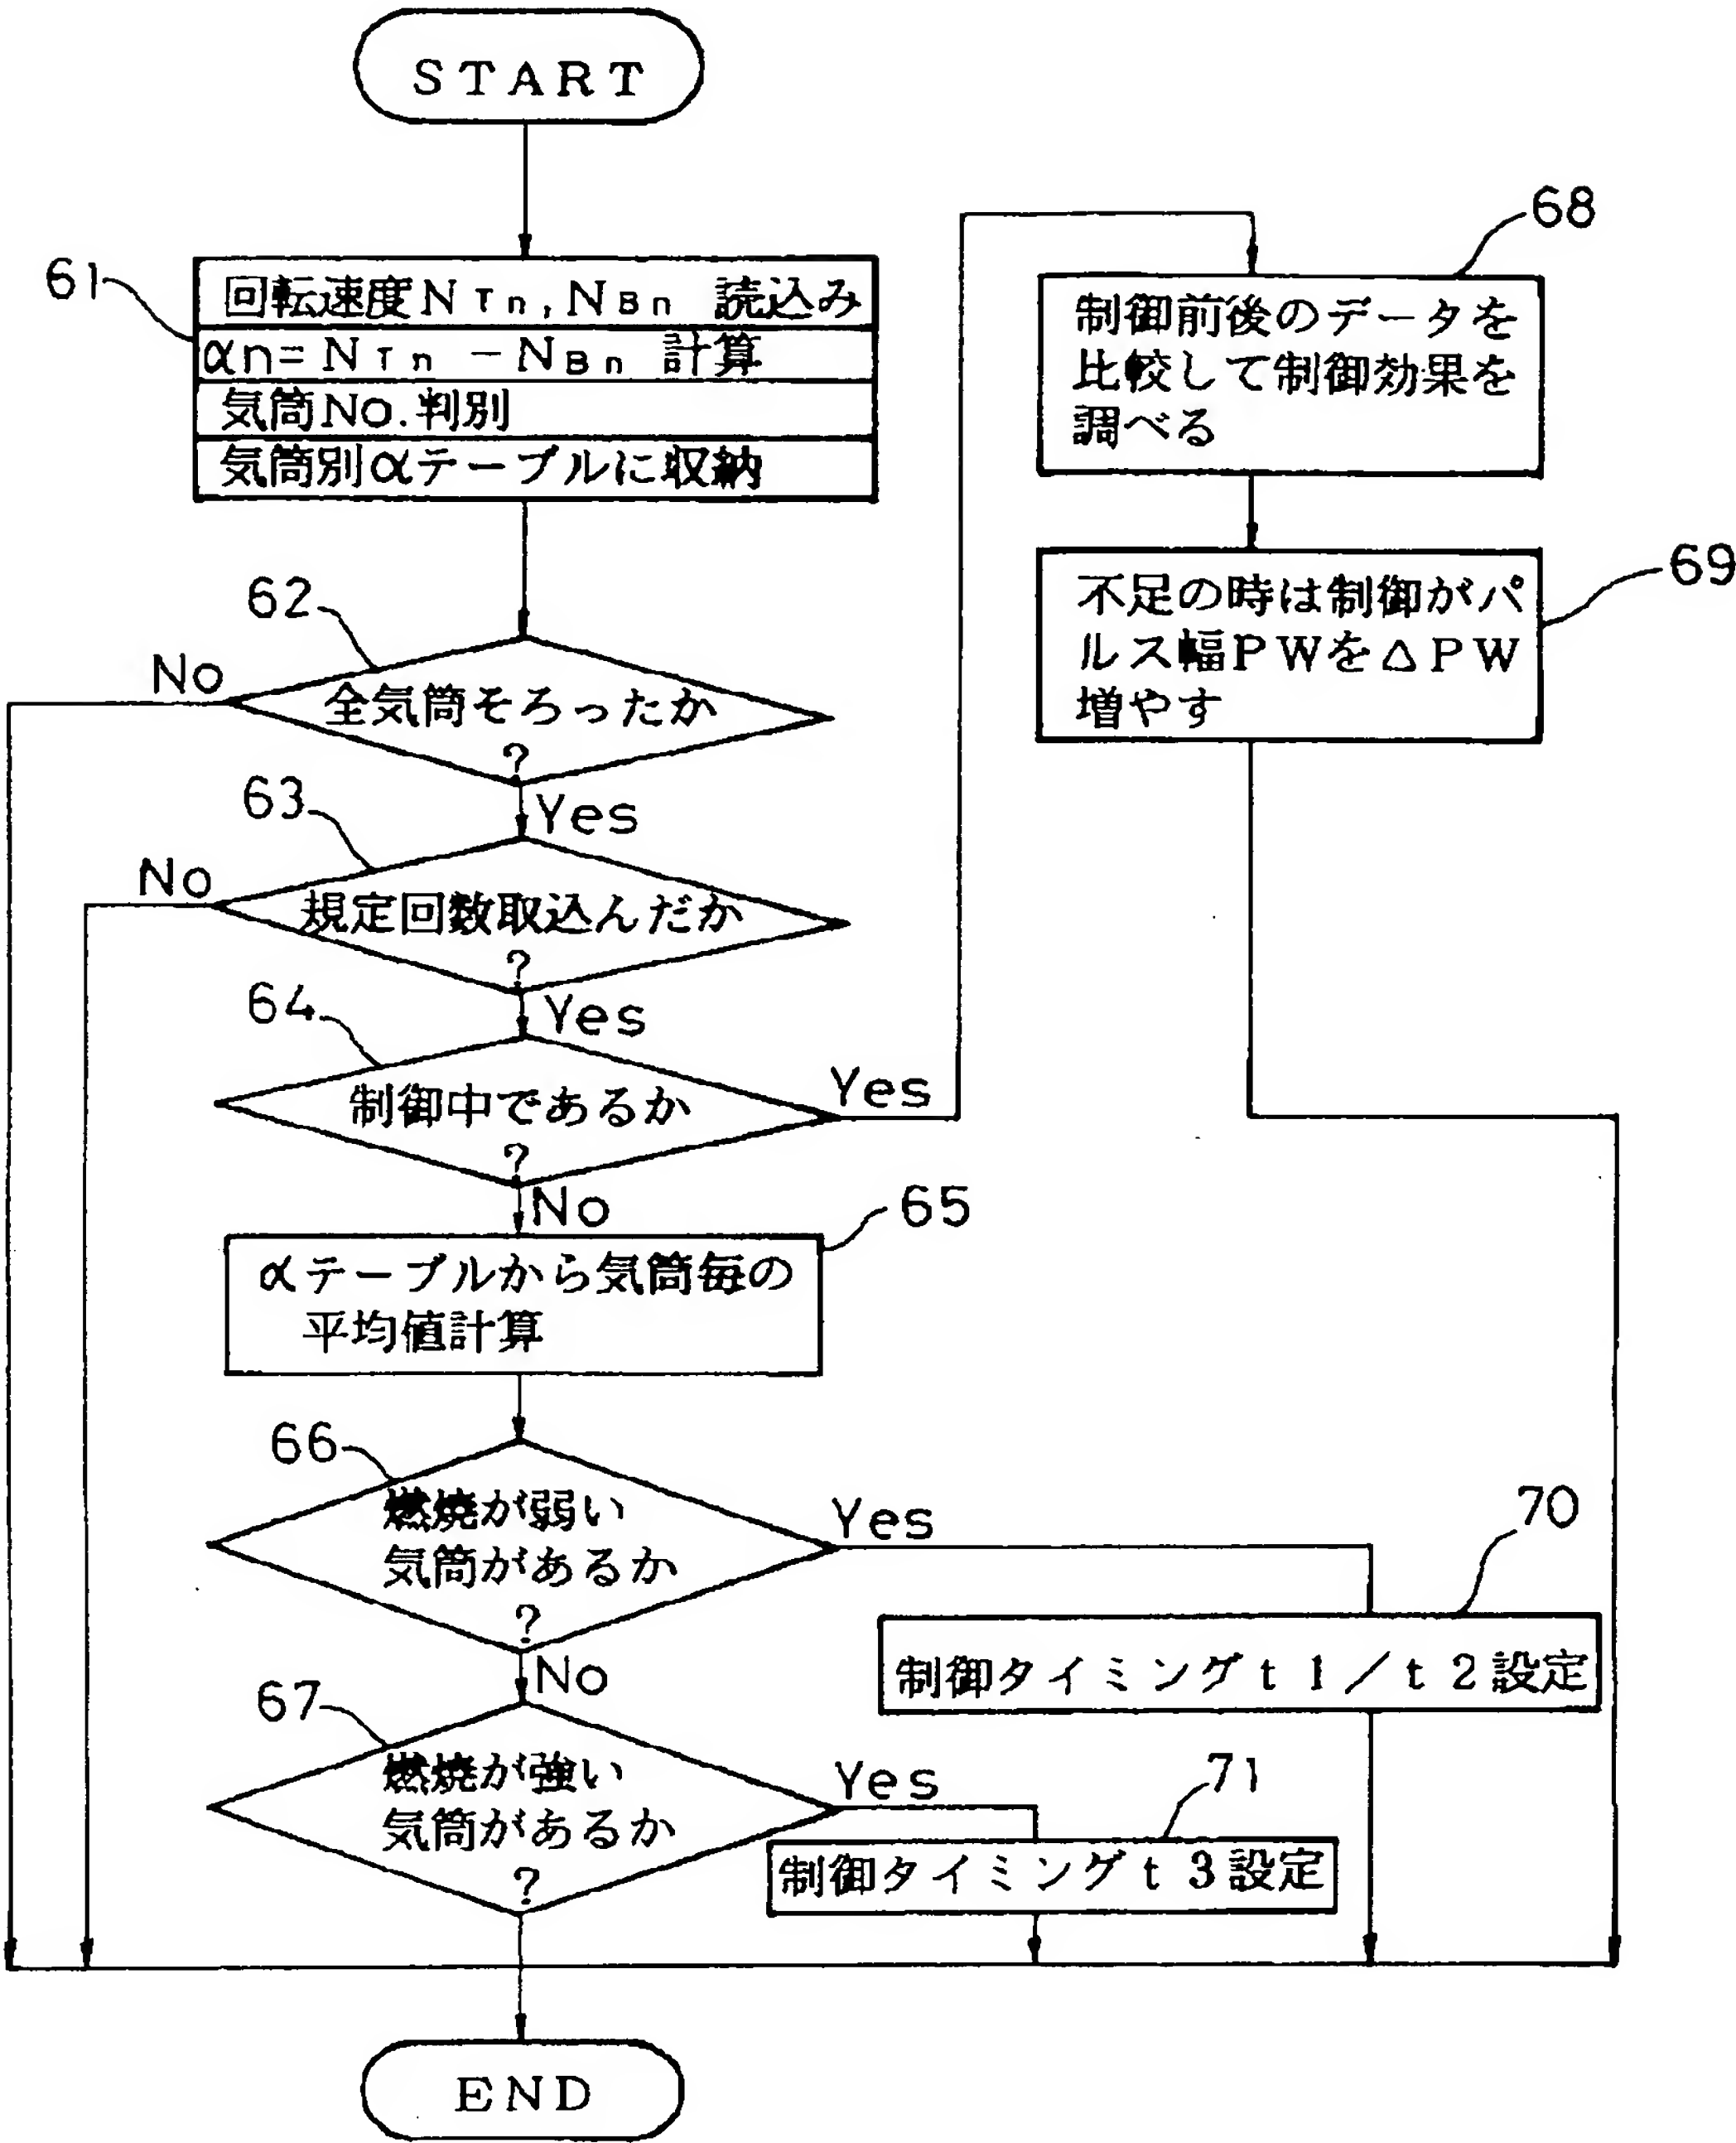 START
61
回転速度NTn,NBn 読込み
αn=NTn -NBn 計算
気筒No.判別
気筒別αテーブルに収納
62
No
全気筒そろったか
?
Yes
63
No
規定回数取込んだか
?
Yes
64
制御中であるか
?
Yes
No
68
制御前後のデータを
比較して制御効果を
調べる
69
不足の時は制御がパ
ルス幅PWを△PW
増やす
65
αテーブルから気筒毎の
平均値計算
66
燃焼が弱い
気筒があるか
?
Yes
No
70
制御タイミングt1/t2設定
67
燃焼が強い
気筒があるか
?
Yes
71
制御タイミングt3設定
END